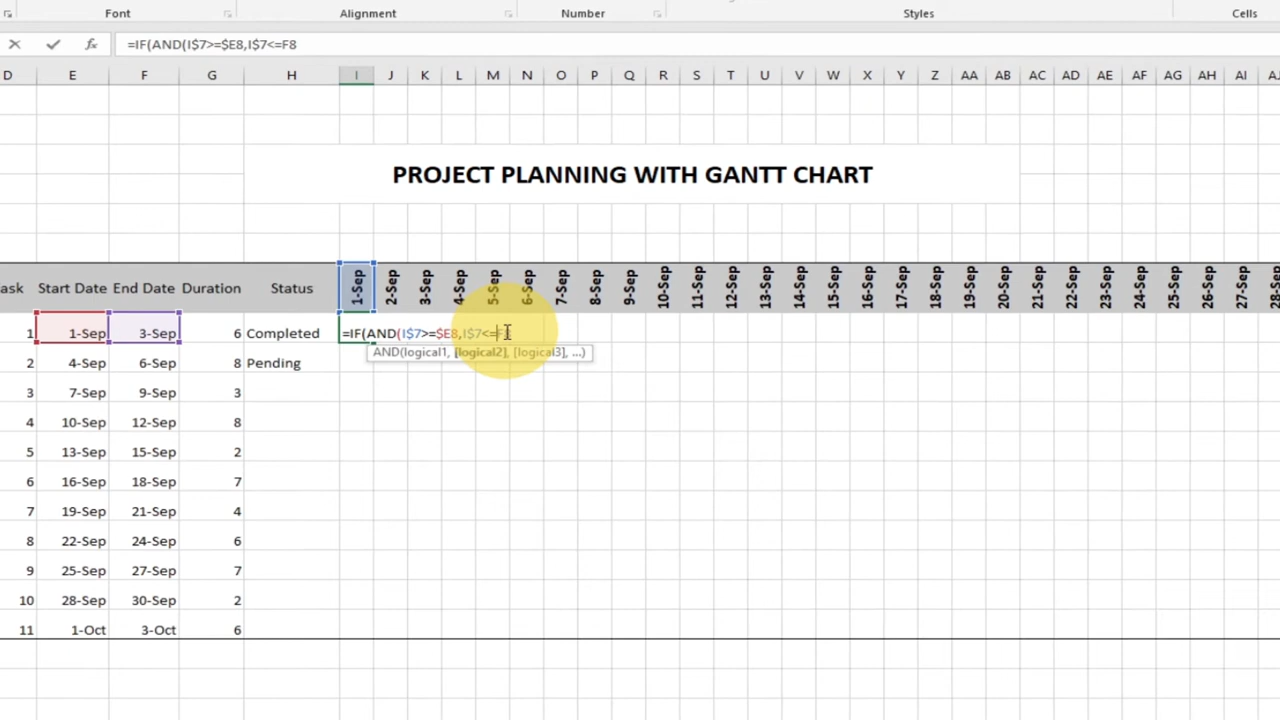 Font Alignment Number Styles Cells
=IF(AND(I$7>=$E8,I$7<=F8
D E F G H I J K L M N O P Q R S T U V W X Y Z AA AB AC AD AE AF AG AH AI AJ
PROJECT PLANNING WITH GANTT CHART
ask Start Date End Date Duration Status 1-Sep 2-Sep 3-Sep 4-Sep 5-Sep 6-Sep 7-Sep 8-Sep 9-Sep 10-Sep 11-Sep 12-Sep 13-Sep 14-Sep 15-Sep 16-Sep 17-Sep 18-Sep 19-Sep 20-Sep 21-Sep 22-Sep 23-Sep 24-Sep 25-Sep 26-Sep 27-Sep 28-Sep
1 1-Sep 3-Sep 6 Completed =IF(AND(I$7>=$E8,I$7<=F8
AND(logical1, [logical2], [logical3], ...)
2 4-Sep 6-Sep 8 Pending
3 7-Sep 9-Sep 3
4 10-Sep 12-Sep 8
5 13-Sep 15-Sep 2
6 16-Sep 18-Sep 7
7 19-Sep 21-Sep 4
8 22-Sep 24-Sep 6
9 25-Sep 27-Sep 7
10 28-Sep 30-Sep 2
11 1-Oct 3-Oct 6